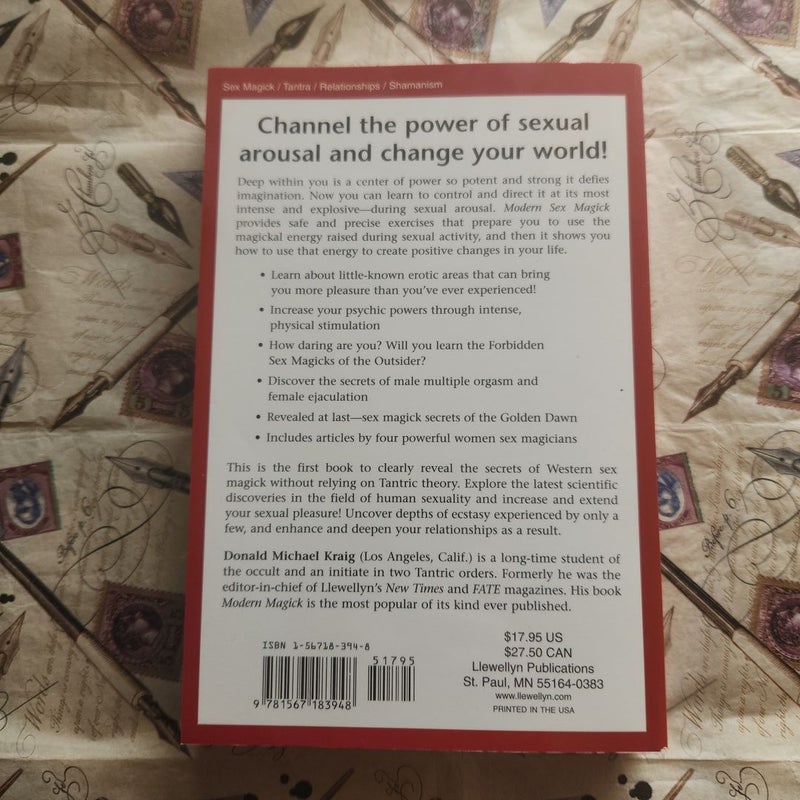 Sex Magick / Tantra / Relationships / Shamanism
Channel the power of sexual
arousal and change your world!
Deep within you is a center of power so potent and strong it defies
imagination. Now you can learn to control and direct it at its most
intense and explosive—during sexual arousal. Modern Sex Magick
provides safe and precise exercises that prepare you to use the
magickal energy raised during sexual activity, and then it shows you
how to use that energy to create positive changes in your life.
• Learn about little-known erotic areas that can bring
you more pleasure than you've ever experienced!
• Increase your psychic powers through intense,
physical stimulation
• How daring are you? Will you learn the Forbidden
Sex Magicks of the Outsider?
• Discover the secrets of male multiple orgasm and
female ejaculation
• Revealed at last—sex magick secrets of the Golden Dawn
• Includes articles by four powerful women sex magicians
This is the first book to clearly reveal the secrets of Western sex
magick without relying on Tantric theory. Explore the latest scientific
discoveries in the field of human sexuality and increase and extend
your sexual pleasure! Uncover depths of ecstasy experienced by only a
few, and enhance and deepen your relationships as a result.
Donald Michael Kraig (Los Angeles, Calif.) is a long-time student of
the occult and an initiate in two Tantric orders. Formerly he was the
editor-in-chief of Llewellyn's New Times and FATE magazines. His book
Modern Magick is the most popular of its kind ever published.
ISBN 1-56718-394-8
51795
9 781567 183948
$17.95 US
$27.50 CAN
Llewellyn Publications
St. Paul, MN 55164-0383
www.llewellyn.com
PRINTED IN THE USA